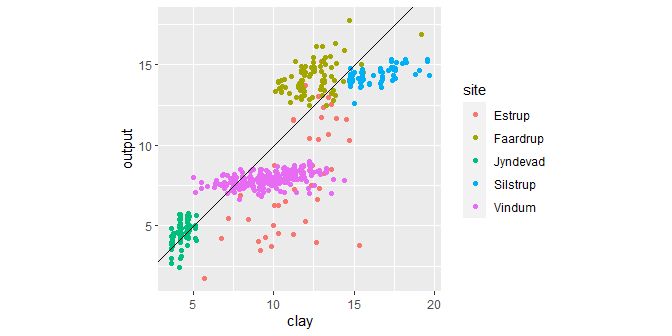 15
10
5
output
5
10
15
20
clay
site
Estrup
Faardrup
Jyndevad
Silstrup
Vindum